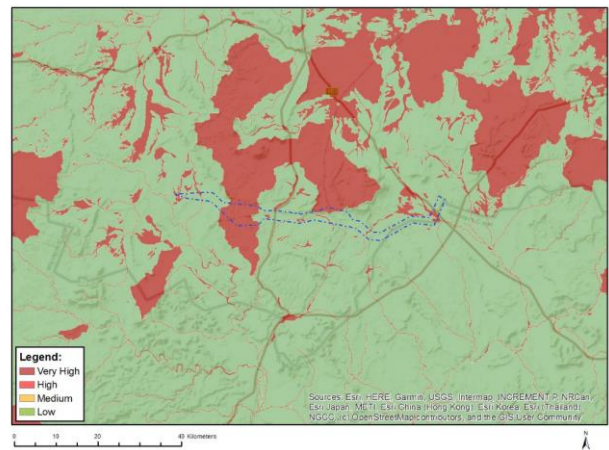 Legend:
Very High
High
Medium
Low
Sources: Esri, HERE, Garmin, USGS, Intermap, INCREMENT P, NRCan,
Esri Japan, METI, Esri China (Hong Kong), Esri Korea, Esri (Thailand),
NGCC, (c) OpenStreetMap contributors, and the GIS User Community
0 5 10 20 30 40 Kilometers
N